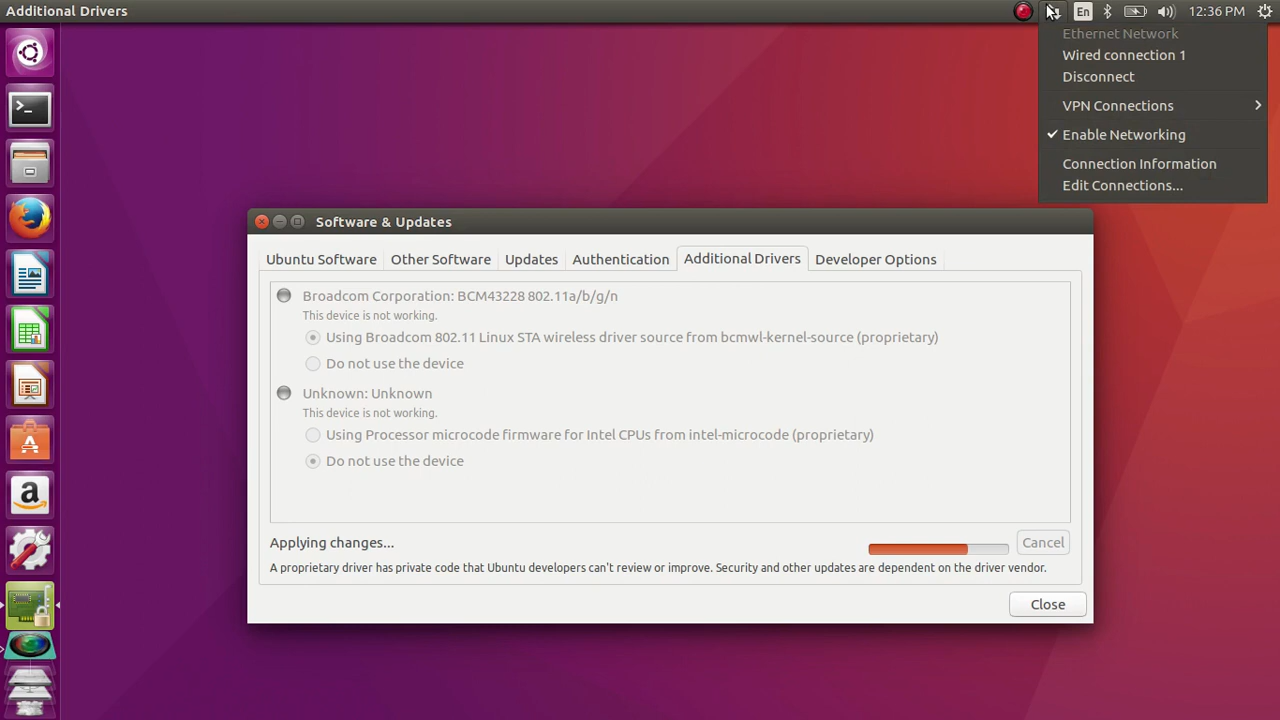 Additional Drivers
En
12:36 PM
Ethernet Network
Wired connection 1
Disconnect
VPN Connections
Enable Networking
Connection Information
Edit Connections...
Software & Updates
Ubuntu Software
Other Software
Updates
Authentication
Additional Drivers
Developer Options
Broadcom Corporation: BCM43228 802.11a/b/g/n
This device is not working.
Using Broadcom 802.11 Linux STA wireless driver source from bcmwl-kernel-source (proprietary)
Do not use the device
Unknown: Unknown
This device is not working.
Using Processor microcode firmware for Intel CPUs from intel-microcode (proprietary)
Do not use the device
Applying changes...
Cancel
A proprietary driver has private code that Ubuntu developers can't review or improve. Security and other updates are dependent on the driver vendor.
Close